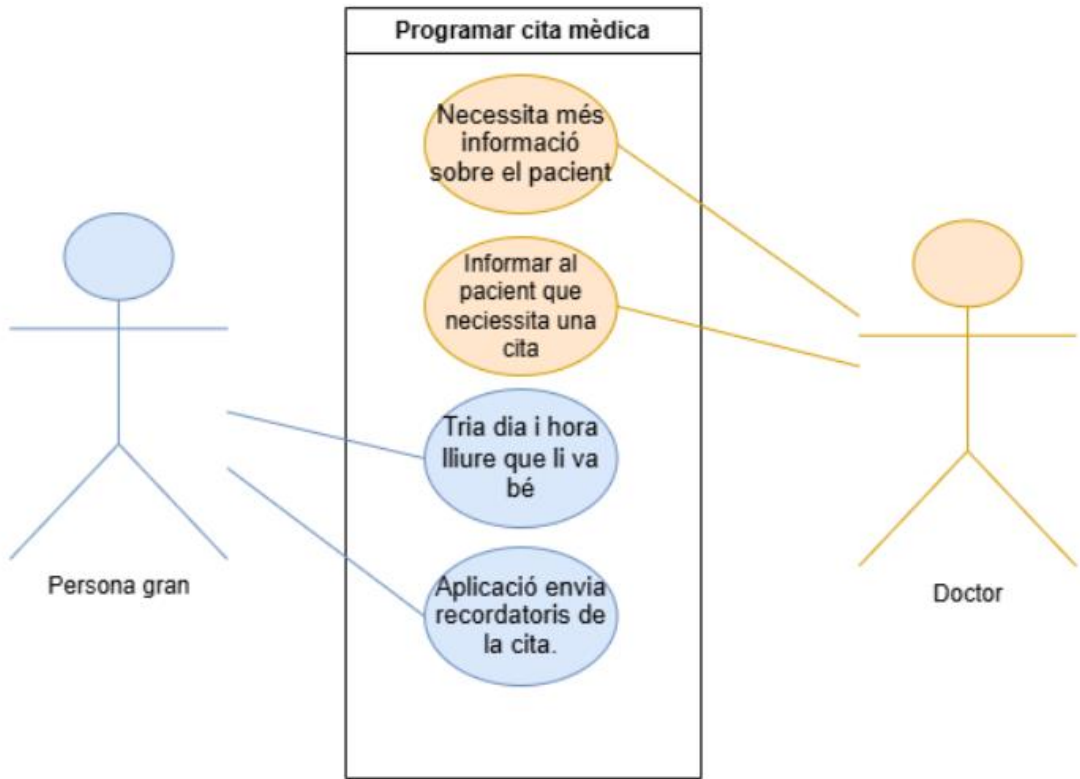 Programar cita mèdica
Necessita més
informació
sobre el pacient
Informar al
pacient que
neciessita una
cita
Tria dia i hora
lliure que li va
bé
Aplicació envia
recordatoris de
la cita.
Persona gran
Doctor